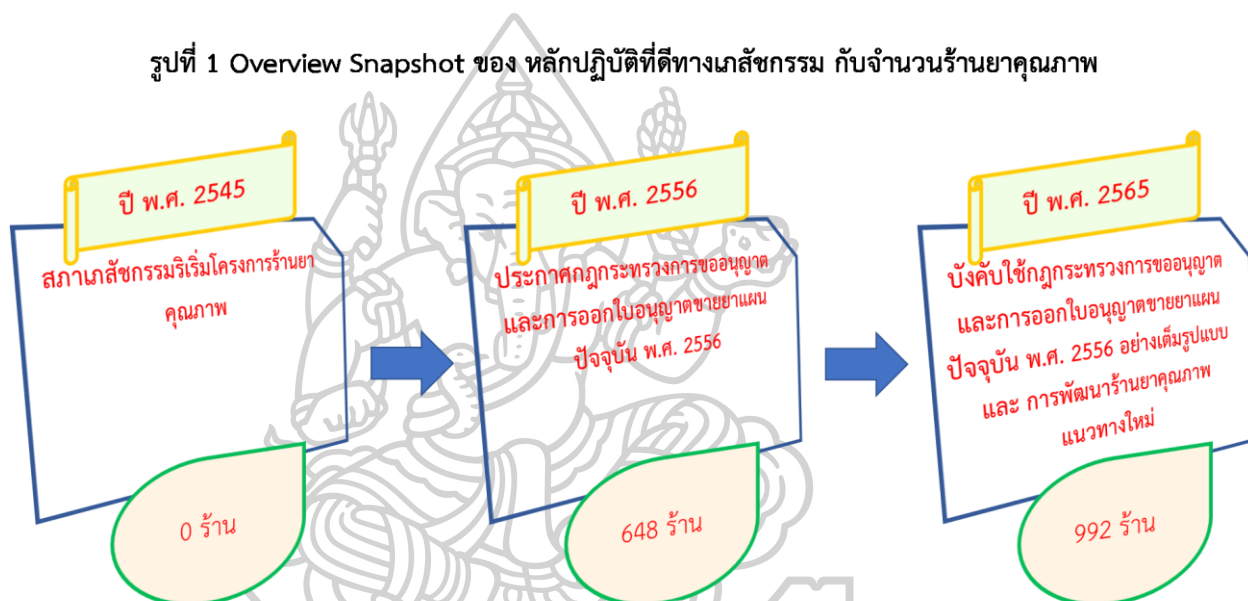 รูปที่ 1 Overview Snapshot ของ หลักปฏิบัติที่ดีทางเภสัชกรรม กับจำนวนร้านยาคุณภาพ
ปี พ.ศ. 2545
สภาเภสัชกรรมริเริ่มโครงการร้านยา
คุณภาพ
0 ร้าน
ปี พ.ศ. 2556
ประกาศกฎกระทรวงการขออนุญาต
และการออกใบอนุญาตขายยาแผน
ปัจจุบัน พ.ศ. 2556
648 ร้าน
ปี พ.ศ. 2565
บังคับใช้กฎกระทรวงการขออนุญาต
และการออกใบอนุญาตขายยาแผน
ปัจจุบัน พ.ศ. 2556 อย่างเต็มรูปแบบ
และ การพัฒนาร้านยาคุณภาพ
แนวทางใหม่
992 ร้าน